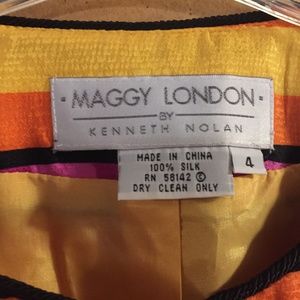 MAGGY LONDON
BY
KENNETH NOLAN
MADE IN CHINA
100% SILK
RN 58142 ©
DRY CLEAN ONLY
4